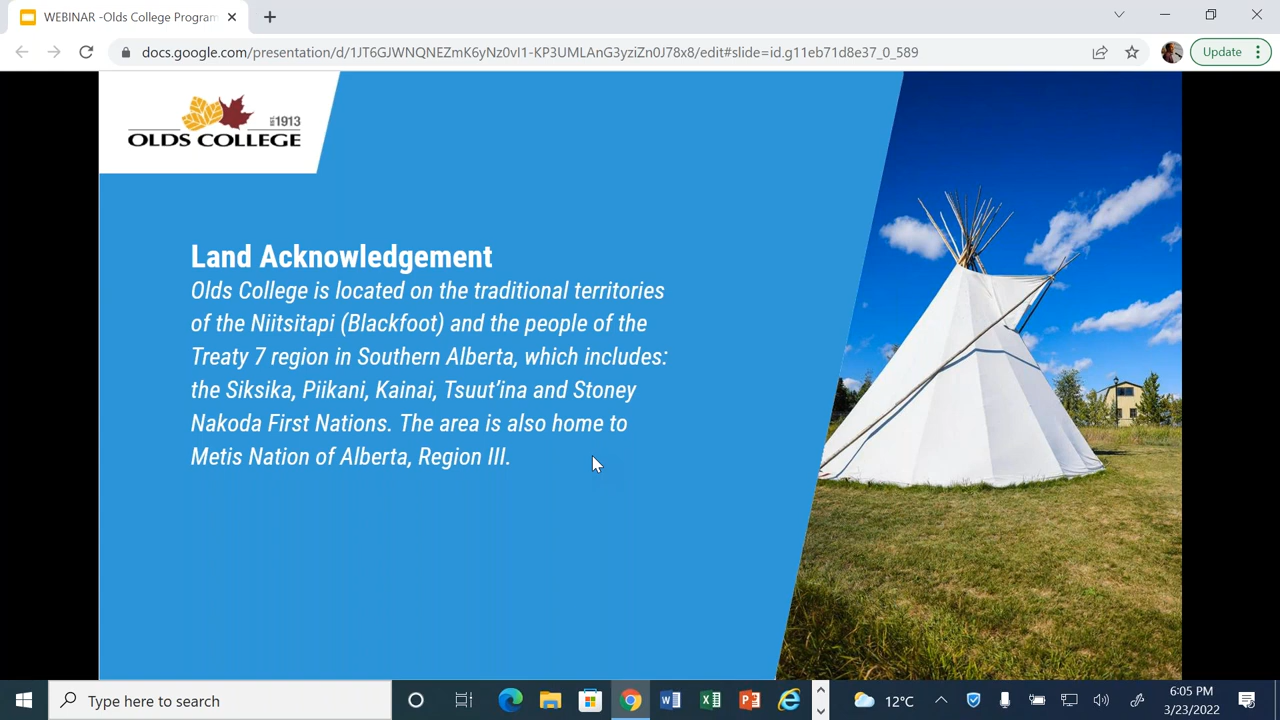 WEBINAR -Olds College Program
docs.google.com/presentation/d/1JT6GJWNQNEZmK6yNz0vI1-KP3UMLAnG3yziZn0J78x8/edit#slide=id.g11eb71d8e37_0_589
Update
EST. 1913
OLDS COLLEGE
Land Acknowledgement
Olds College is located on the traditional territories
of the Niitsitapi (Blackfoot) and the people of the
Treaty 7 region in Southern Alberta, which includes:
the Siksika, Piikani, Kainai, Tsuut’ina and Stoney
Nakoda First Nations. The area is also home to
Metis Nation of Alberta, Region III.
Type here to search
12°C
6:05 PM
3/23/2022